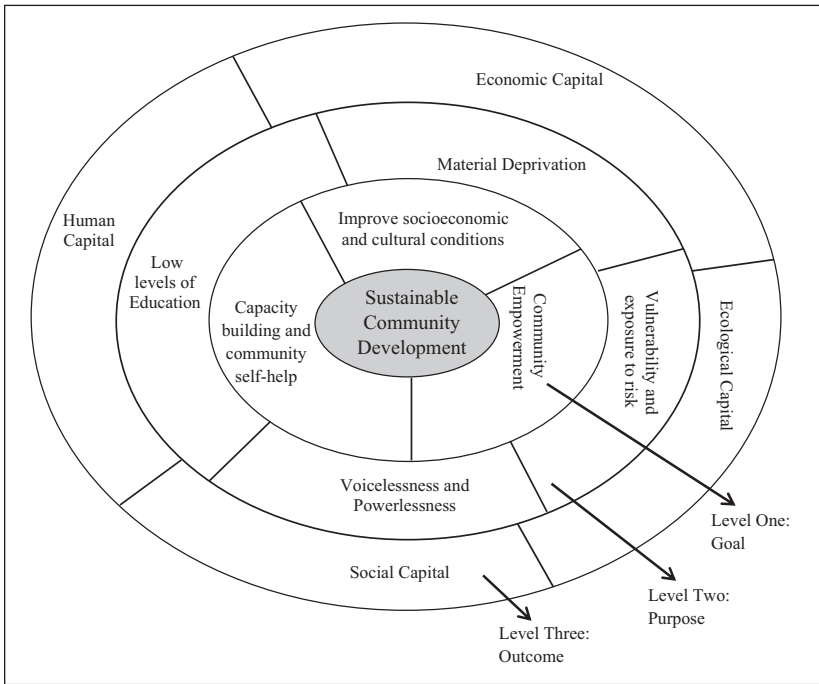 Economic Capital
Material Deprivation
Human
Capital
Improve socioeconomic
and cultural conditions
Low
levels of
Education
Sustainable
Community
Development
Capacity
building and
community
self-help
Community
Empowerment
Vulnerability and
exposure to risk
Ecological Capital
Voicelessness and
Powerlessness
Social Capital
Level One:
Goal
Level Two:
Purpose
Level Three:
Outcome